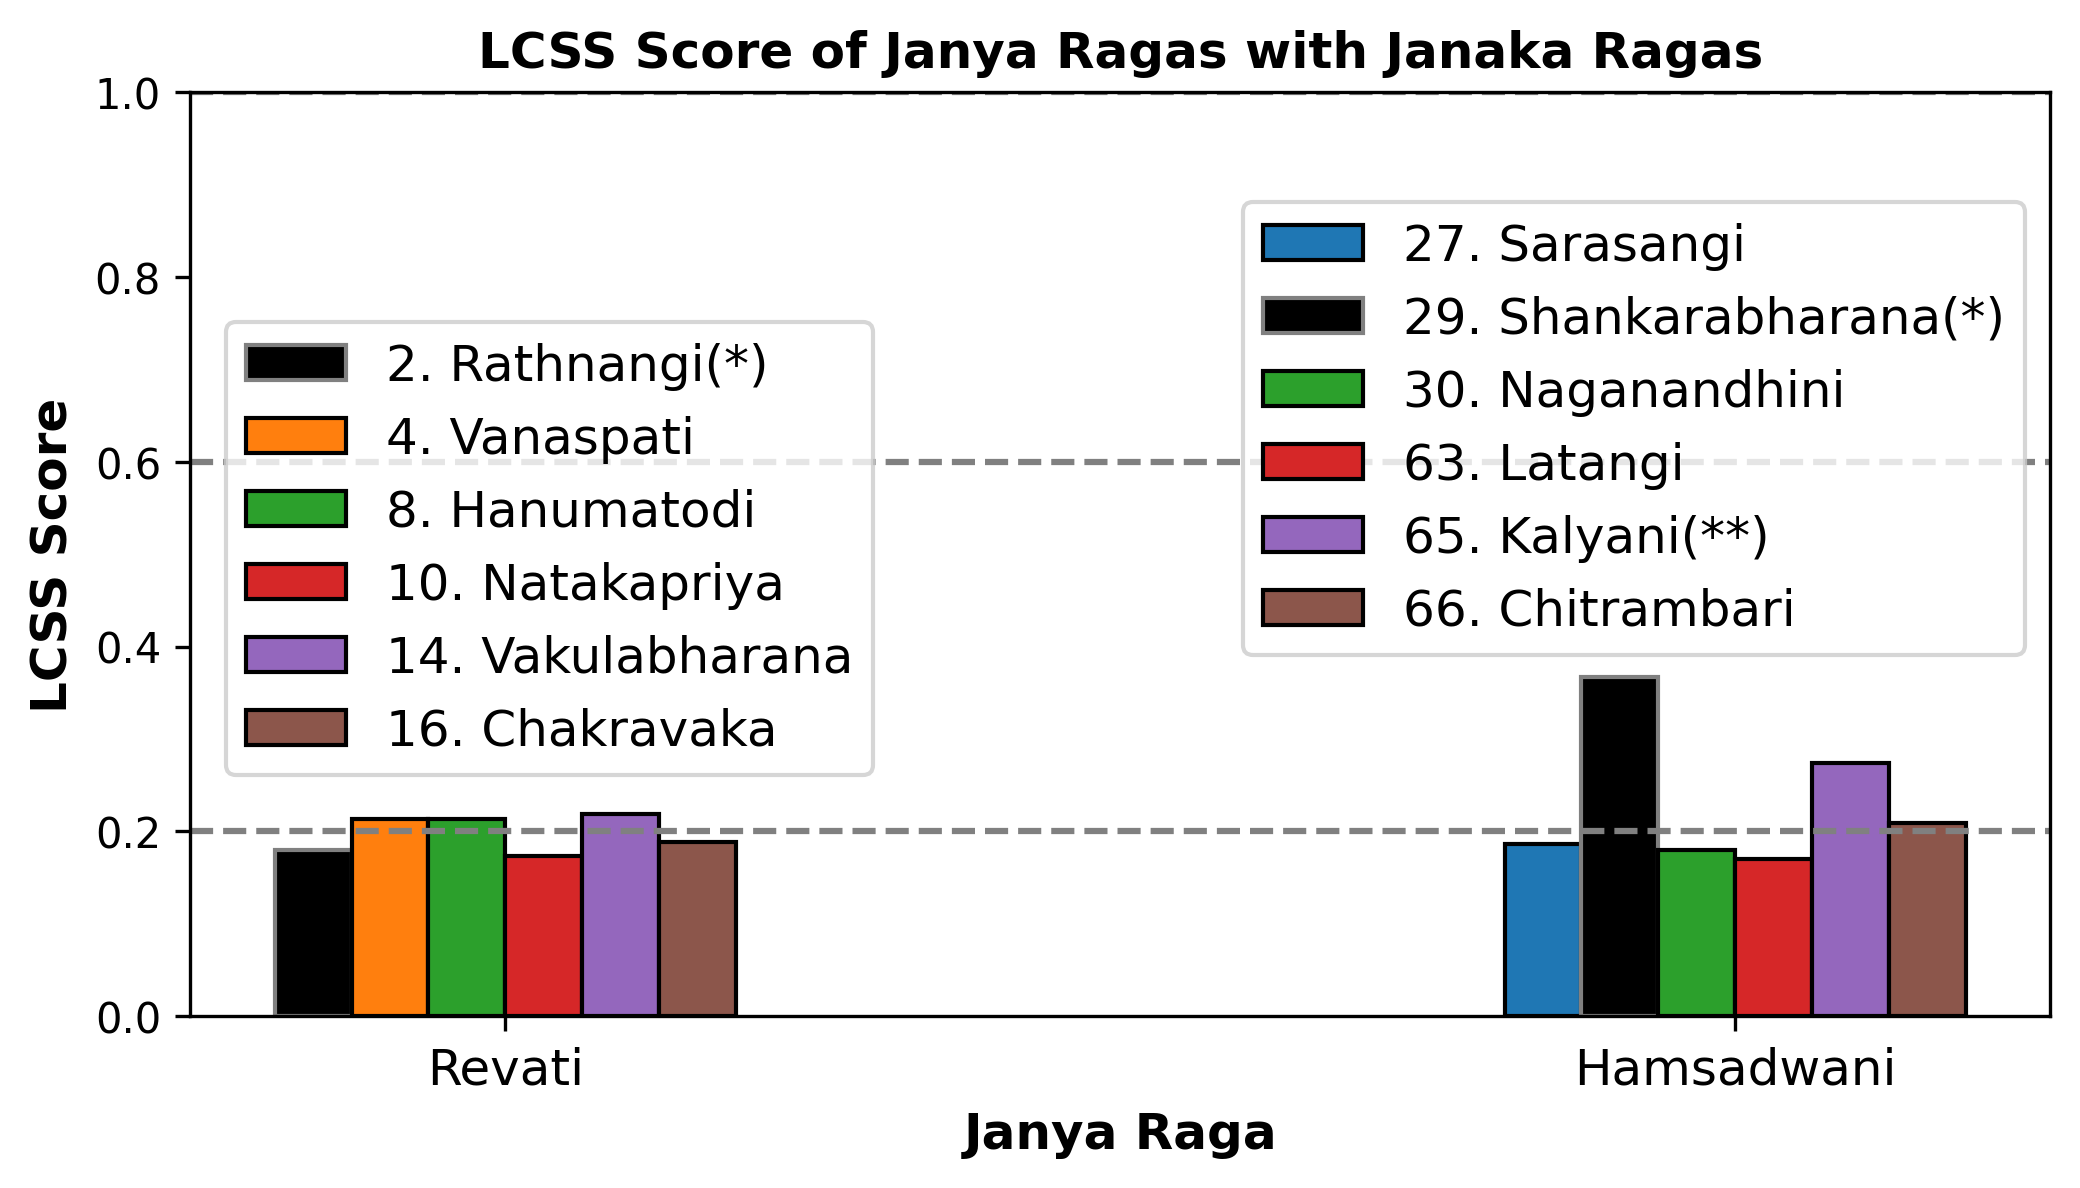 LCSS Score of Janya Ragas with Janaka Ragas
LCSS Score
1.0
0.8
0.6
0.4
0.2
0.0
2. Rathnangi(*)
4. Vanaspati
8. Hanumatodi
10. Natakapriya
14. Vakulabharana
16. Chakravaka
27. Sarasangi
29. Shankarabharana(*)
30. Naganandhini
63. Latangi
65. Kalyani(**)
66. Chitrambari
Revati
Hamsadwani
Janya Raga